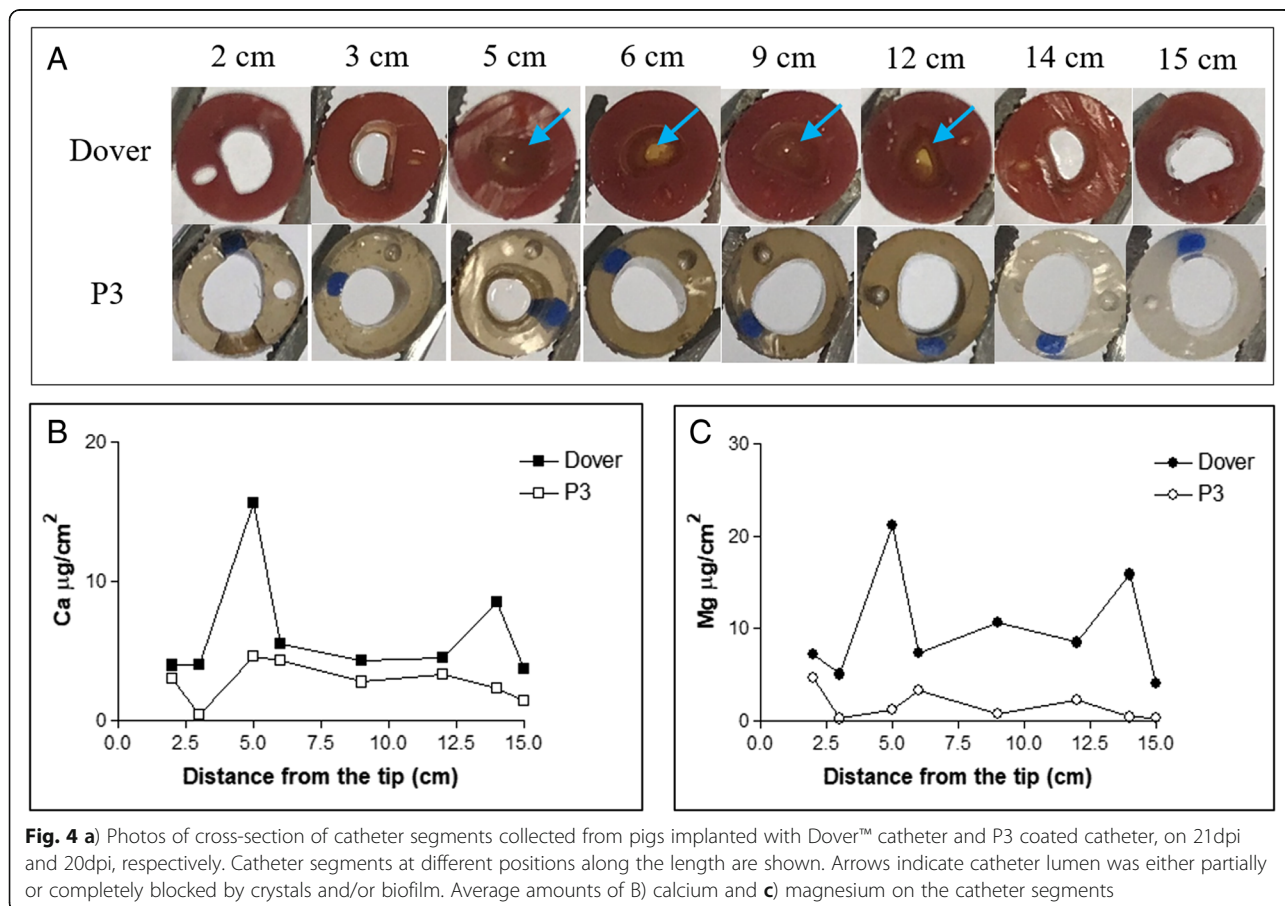 A
2 cm 3 cm 5 cm 6 cm 9 cm 12 cm 14 cm 15 cm
Dover
P3
B
20
10
0
Ca μg/cm²
Dover
P3
0.0 2.5 5.0 7.5 10.0 12.5 15.0
Distance from the tip (cm)
C
30
20
10
0
Mg μg/cm²
Dover
P3
0.0 2.5 5.0 7.5 10.0 12.5 15.0
Distance from the tip (cm)
Fig. 4 a) Photos of cross-section of catheter segments collected from pigs implanted with Dover™ catheter and P3 coated catheter, on 21dpi
and 20dpi, respectively. Catheter segments at different positions along the length are shown. Arrows indicate catheter lumen was either partially
or completely blocked by crystals and/or biofilm. Average amounts of B) calcium and c) magnesium on the catheter segments